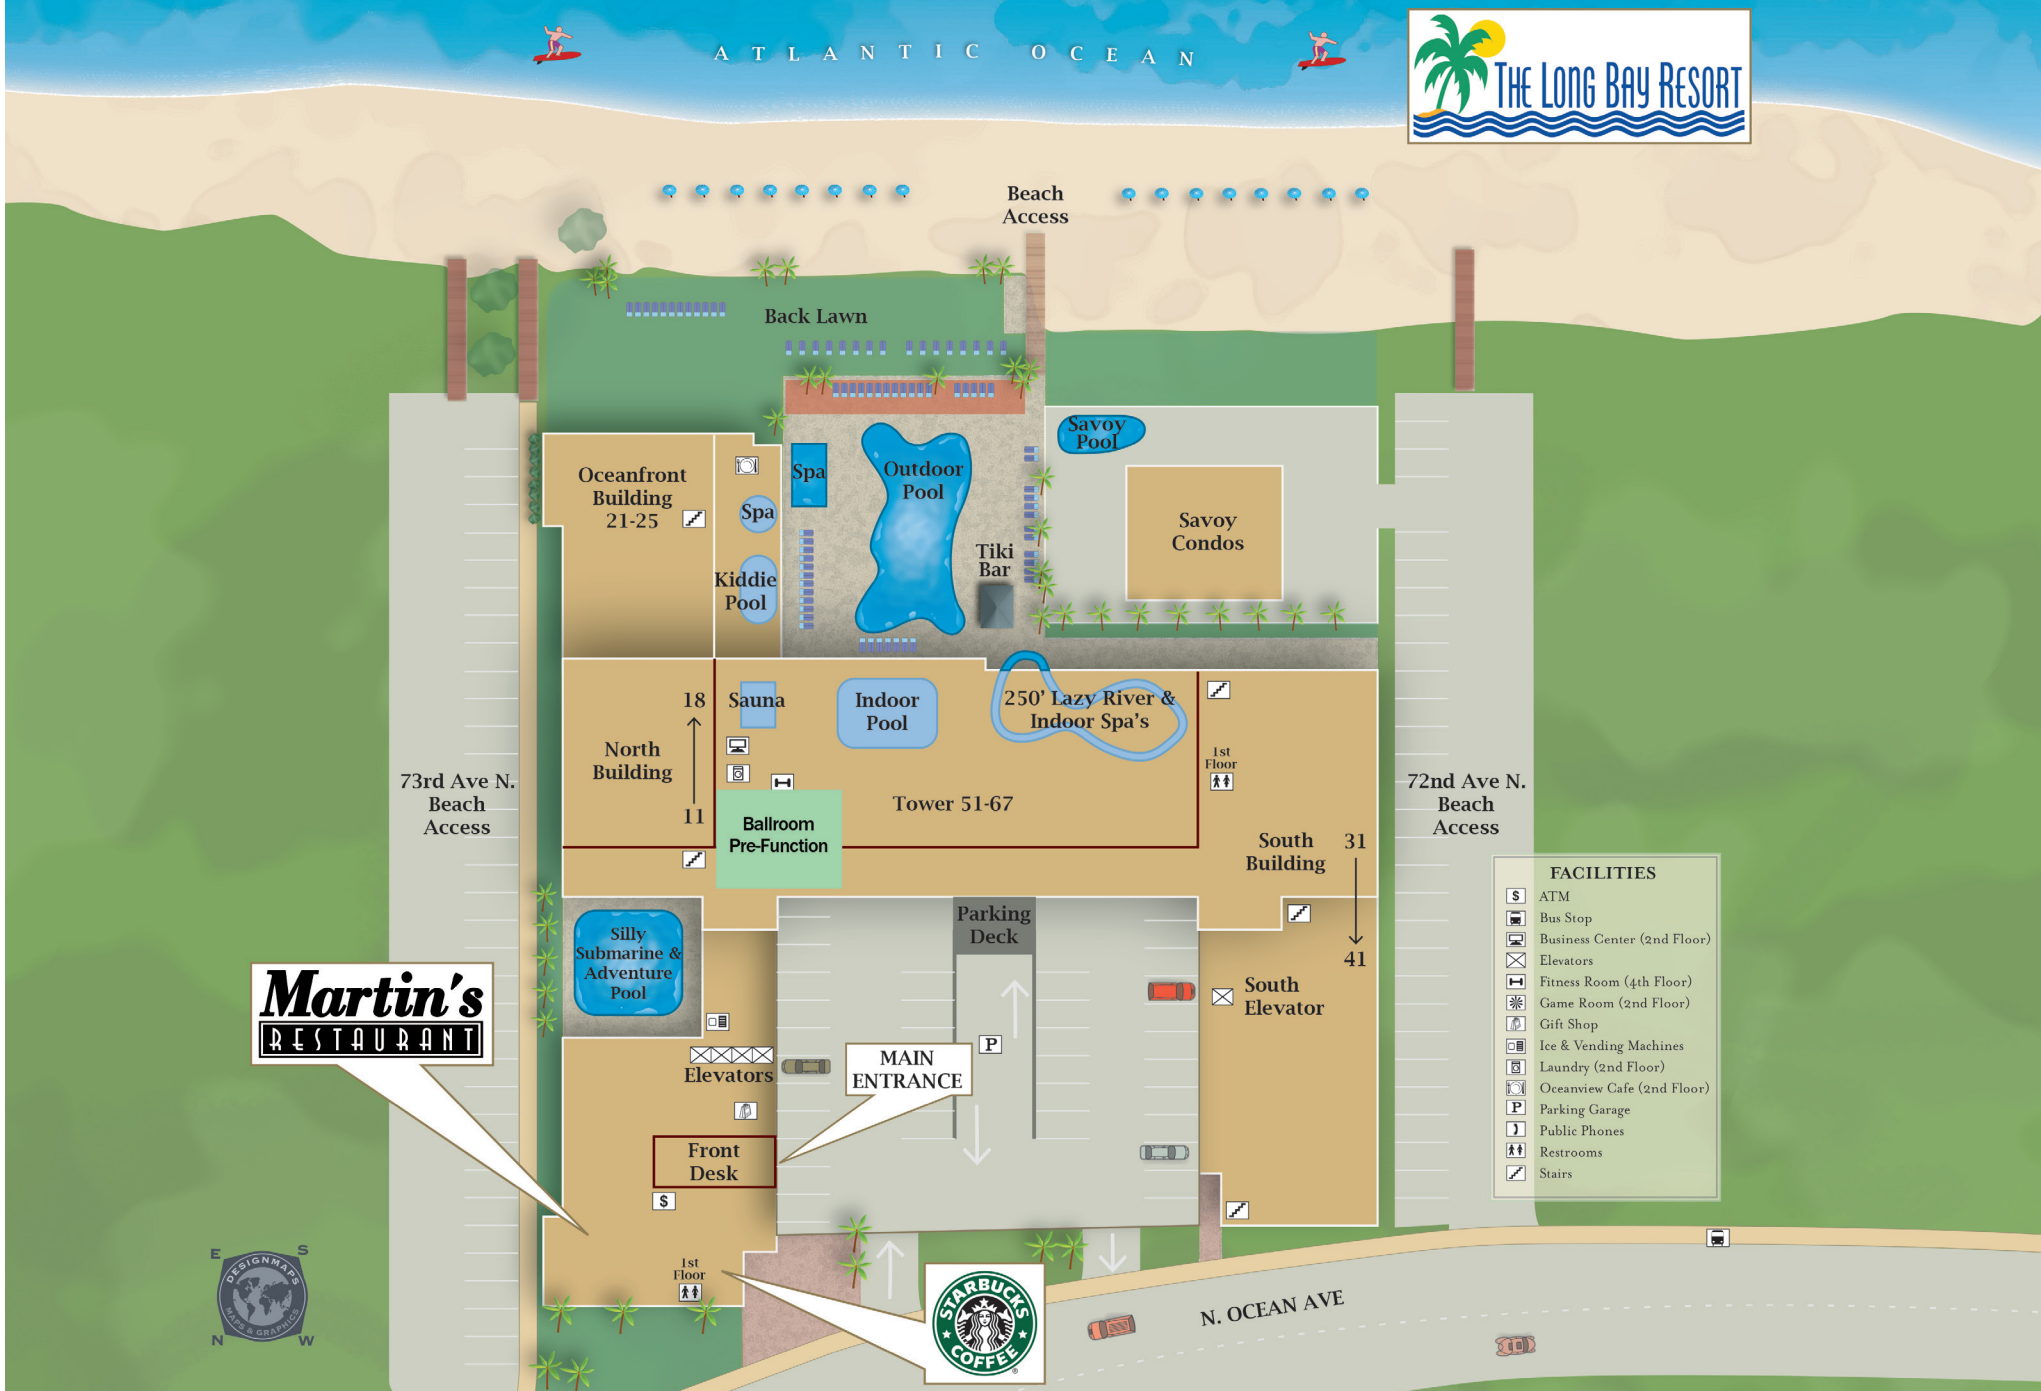 ATLANTIC OCEAN
THE LONG BAY RESORT
Beach
Access
Back Lawn
Savoy
Pool
Oceanfront
Building
21-25
Spa
Outdoor
Pool
Spa
Savoy
Condos
Tiki
Bar
Kiddie
Pool
18
Sauna
Indoor
Pool
250' Lazy River &
Indoor Spa's
North
Building
1st
Floor
73rd Ave N.
Beach
Access
72nd Ave N.
Beach
Access
11
Tower 51-67
Ballroom
Pre-Function
South
Building
31
41
Parking
Deck
Silly
Submarine &
Adventure
Pool
South
Elevator
Martin's
RESTAURANT
Elevators
MAIN
ENTRANCE
P
Front
Desk
$
1st
Floor
FACILITIES
$ ATM
Bus Stop
Business Center (2nd Floor)
Elevators
Fitness Room (4th Floor)
Game Room (2nd Floor)
Gift Shop
Ice & Vending Machines
Laundry (2nd Floor)
Oceanview Cafe (2nd Floor)
P Parking Garage
Public Phones
Restrooms
Stairs
E
S
DESIGNMAPS
MAPS & GRAPHICS
N
W
STARBUCKS
COFFEE
®
N. OCEAN AVE